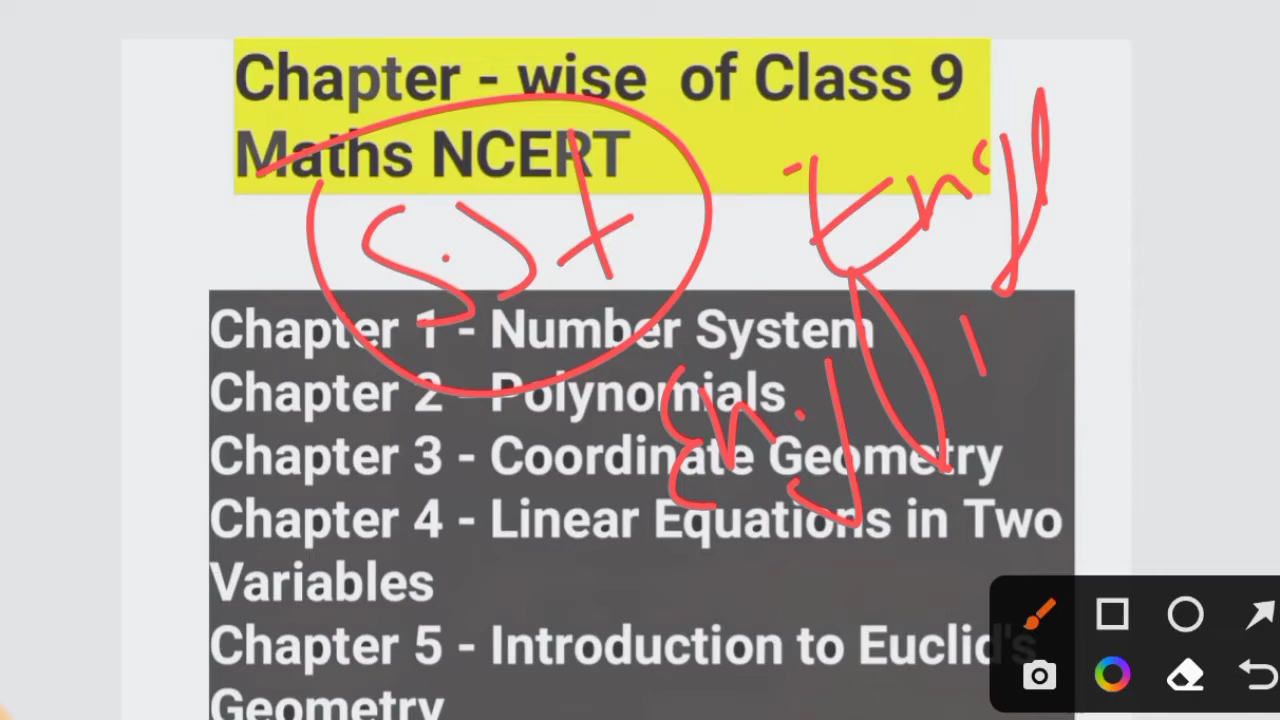 Chapter - wise of Class 9
Maths NCERT
Chapter 1 - Number System
Chapter 2 - Polynomials
Chapter 3 - Coordinate Geometry
Chapter 4 - Linear Equations in Two
Variables
Chapter 5 - Introduction to Euclid's
Geometry